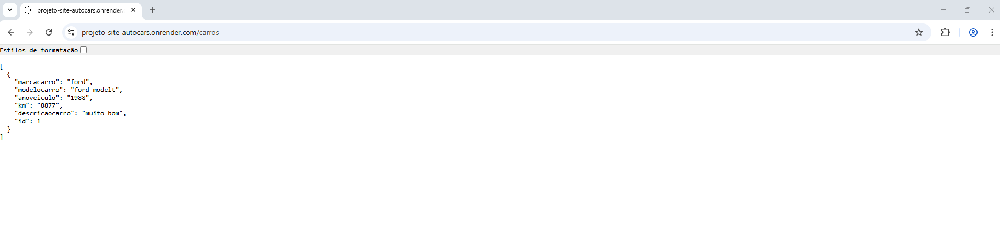 projeto-site-autocars.onrender.
projeto-site-autocars.onrender.com/carros
Estilos de formatação
[
  {
    "marcacarro": "ford",
    "modelocarro": "ford-modelt",
    "anoveiculo": "1988",
    "km": "8877",
    "descricaocarro": "muito bom",
    "id": 1
  }
]